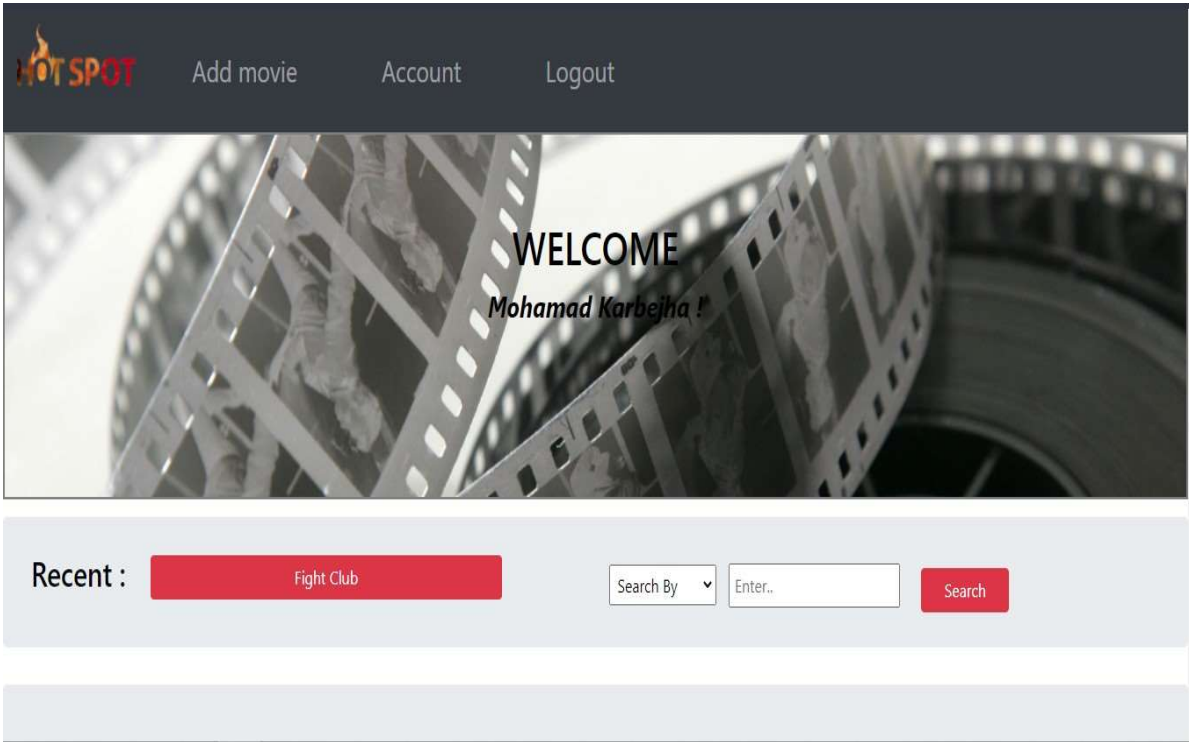 HOT SPOT Add movie Account Logout
WELCOME
Mohamad Karbejha !
Recent : Fight Club Search By Enter.. Search